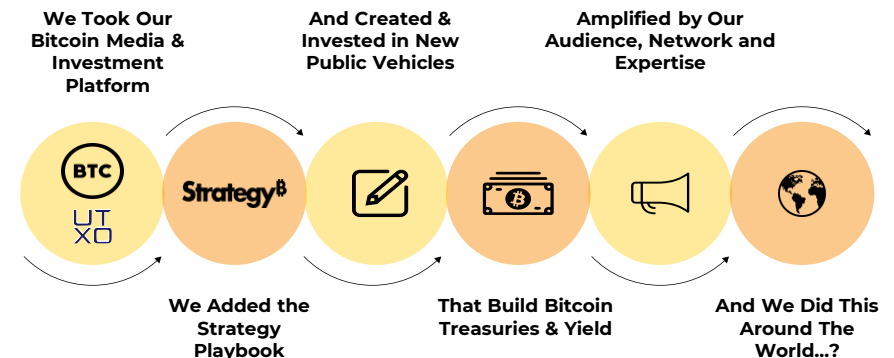 We Took Our
Bitcoin Media &
Investment
Platform
And Created &
Invested in New
Public Vehicles
Amplified by Our
Audience, Network and
Expertise
BTC
UT
XO
Strategy₿
₿
We Added the
Strategy
Playbook
That Build Bitcoin
Treasuries & Yield
And We Did This
Around The
World...?